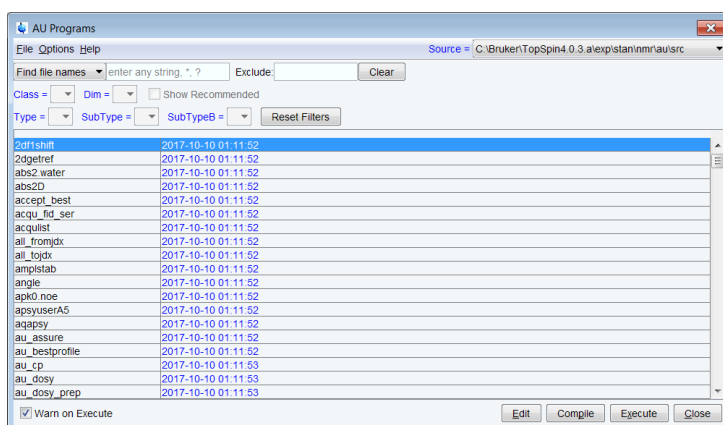 AU Programs
File Options Help Source = C:\Bruker\TopSpin4.0.3.a\exp\stan\nmr\au\src
Find file names enter any string, *, ? Exclude: Clear
Class = Dim = Show Recommended
Type = SubType = SubTypeB = Reset Filters
2df1shift 2017-10-10 01:11:52
2dgetref 2017-10-10 01:11:52
abs2.water 2017-10-10 01:11:52
abs2D 2017-10-10 01:11:52
accept_best 2017-10-10 01:11:52
acqu_fid_ser 2017-10-10 01:11:52
acqulist 2017-10-10 01:11:52
all_fromjdx 2017-10-10 01:11:52
all_tojdx 2017-10-10 01:11:52
amplstab 2017-10-10 01:11:52
angle 2017-10-10 01:11:52
apk0.noe 2017-10-10 01:11:52
apsyuserA5 2017-10-10 01:11:52
aqapsy 2017-10-10 01:11:52
au_assure 2017-10-10 01:11:52
au_bestprofile 2017-10-10 01:11:52
au_cp 2017-10-10 01:11:53
au_dosy 2017-10-10 01:11:53
au_dosy_prep 2017-10-10 01:11:53
Warn on Execute Edit Compile Execute Close